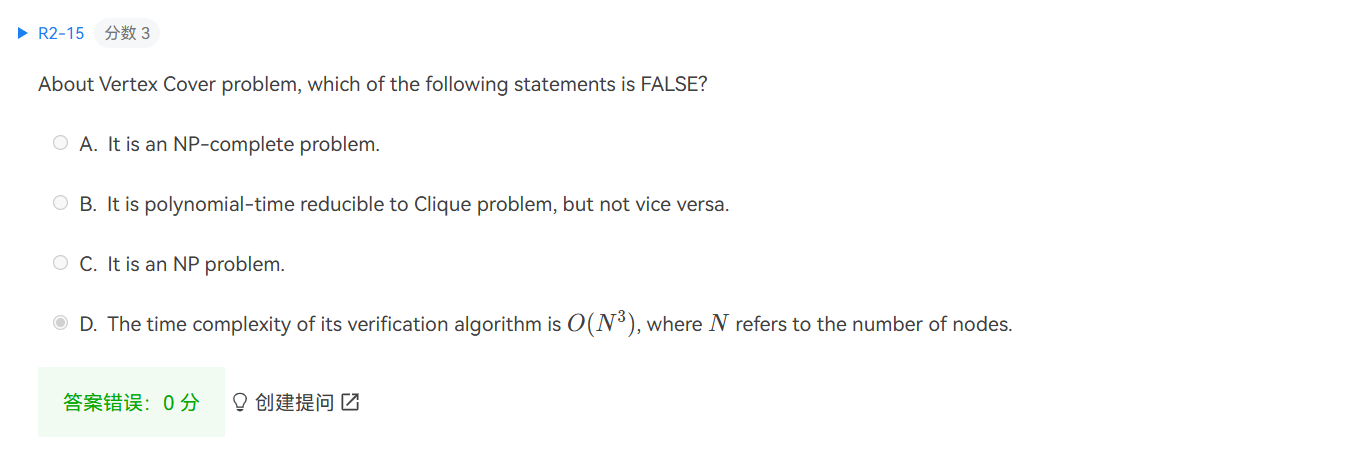 R2-15 分数 3
About Vertex Cover problem, which of the following statements is FALSE?
A. It is an NP-complete problem.
B. It is polynomial-time reducible to Clique problem, but not vice versa.
C. It is an NP problem.
D. The time complexity of its verification algorithm is O(N³), where N refers to the number of nodes.
答案错误：0 分 创建提问